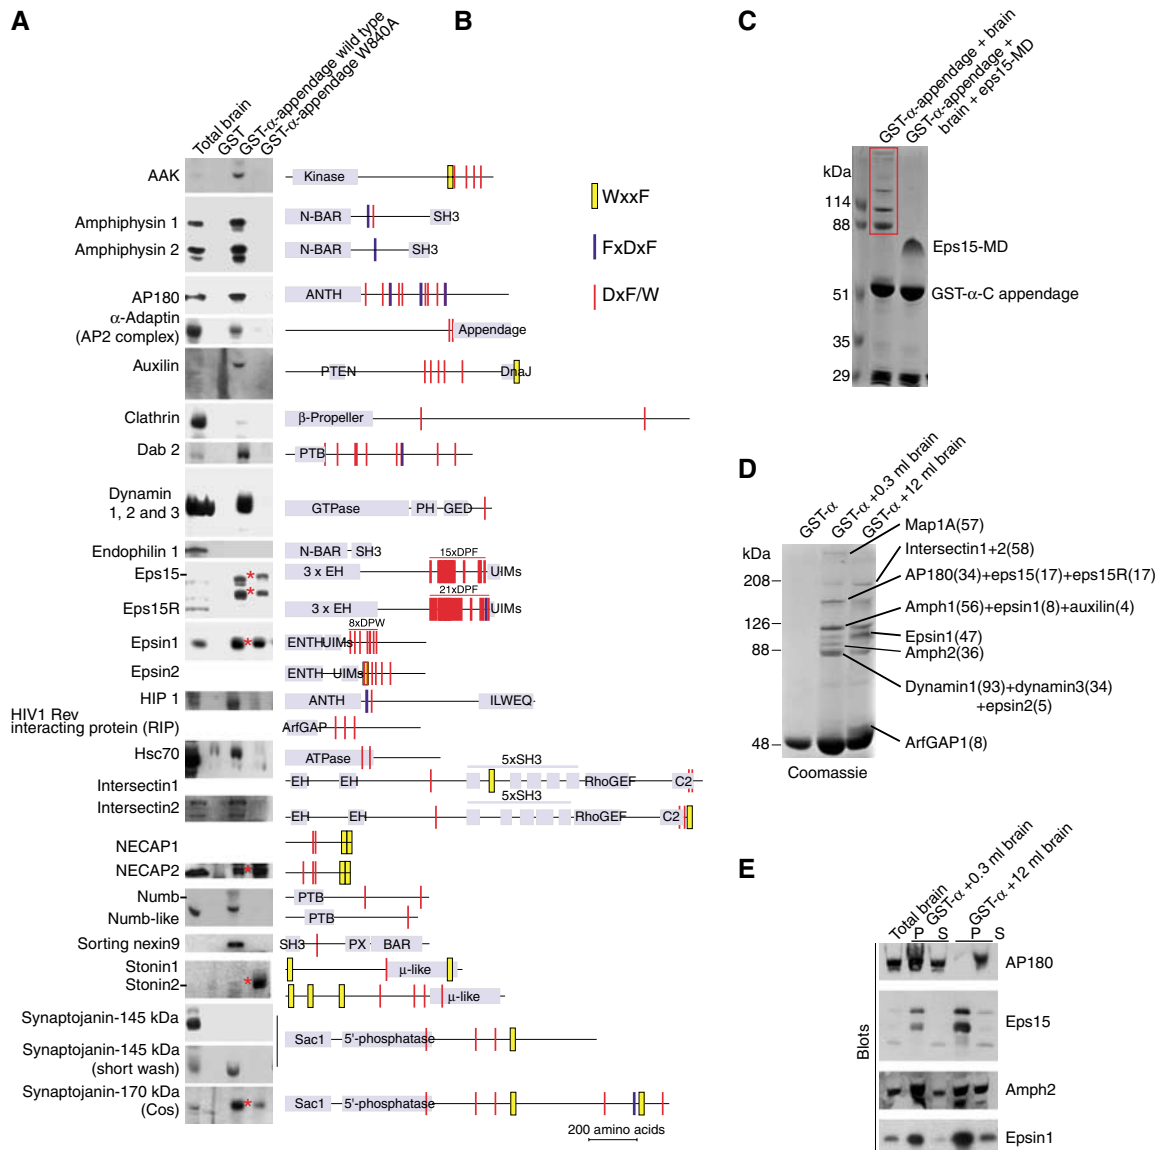 A
B
C
D
E
Total brain
GST
GST-α-appendage wild type
GST-α-appendage W840A
AAK
Kinase
Amphiphysin 1
N-BAR
SH3
Amphiphysin 2
N-BAR
SH3
AP180
ANTH
α-Adaptin
(AP2 complex)
Appendage
Auxilin
PTEN
DnaJ
Clathrin
β-Propeller
Dab 2
PTB
Dynamin
1, 2 and 3
GTPase
PH
GED
Endophilin 1
N-BAR
SH3
Eps15
3 x EH
15xDPF
UIMs
Eps15R
3 x EH
21xDPF
UIMs
Epsin1
ENTH
UIMs
8xDPW
Epsin2
ENTH
UIMs
HIP 1
ANTH
ILWEQ
HIV1 Rev
interacting protein (RIP)
ArfGAP
Hsc70
ATPase
Intersectin1
EH
EH
5xSH3
RhoGEF
C2
Intersectin2
EH
EH
5xSH3
RhoGEF
C2
NECAP1
NECAP2
Numb
PTB
Numb-like
PTB
Sorting nexin9
SH3
PX
BAR
Stonin1
μ-like
Stonin2
μ-like
Synaptojanin-145 kDa
Synaptojanin-145 kDa
(short wash)
Sac1
5'-phosphatase
Synaptojanin-170 kDa
(Cos)
Sac1
5'-phosphatase
200 amino acids
* 
*
*
*
*
*
WxxF
FxDxF
DxF/W
GST-α-appendage + brain
GST-α-appendage +
brain + eps15-MD
kDa
114
88
51
35
29
Eps15-MD
GST-α-C appendage
GST-α
GST-α +0.3 ml brain
GST-α +12 ml brain
kDa
208
126
88
48
Map1A(57)
Intersectin1+2(58)
AP180(34)+eps15(17)+eps15R(17)
Amph1(56)+epsin1(8)+auxilin(4)
Epsin1(47)
Amph2(36)
Dynamin1(93)+dynamin3(34)
+epsin2(5)
ArfGAP1(8)
Coomassie
Total brain
GST-α +0.3 ml brain
GST-α +12 ml brain
P S P S
AP180
Eps15
Amph2
Epsin1
Blots